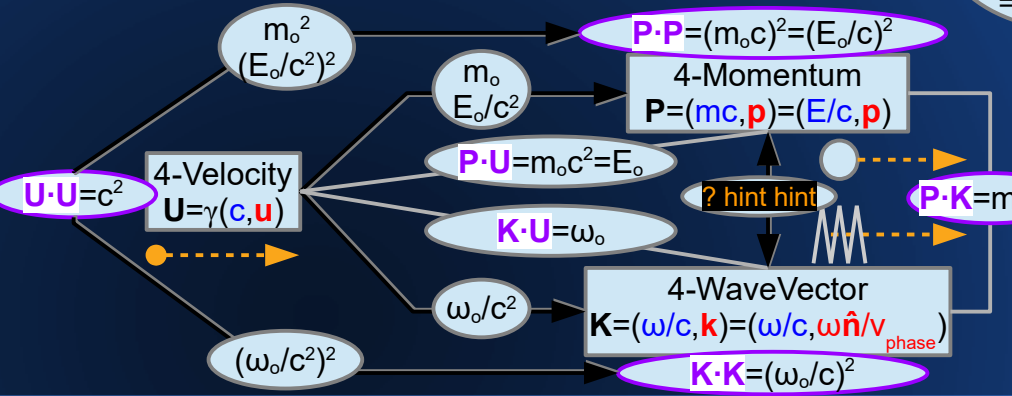 mₒ²
(Eₒ/c²)²
P·P=(mₒc)²=(Eₒ/c)²
mₒ
Eₒ/c²
4-Momentum
P=(mc,p)=(E/c,p)
U·U=c²
4-Velocity
U=γ(c,u)
P·U=mₒc²=Eₒ
? hint hint
P·K=m
K·U=ωₒ
ωₒ/c²
4-WaveVector
K=(ω/c,k)=(ω/c,ωn̂/v_phase)
(ωₒ/c²)²
K·K=(ωₒ/c)²